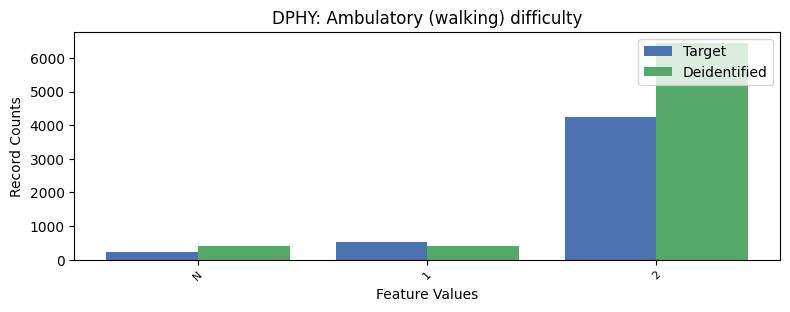 DPHY: Ambulatory (walking) difficulty
Target
Deidentified
6000
5000
4000
3000
2000
1000
0
Record Counts
N
1
2
Feature Values